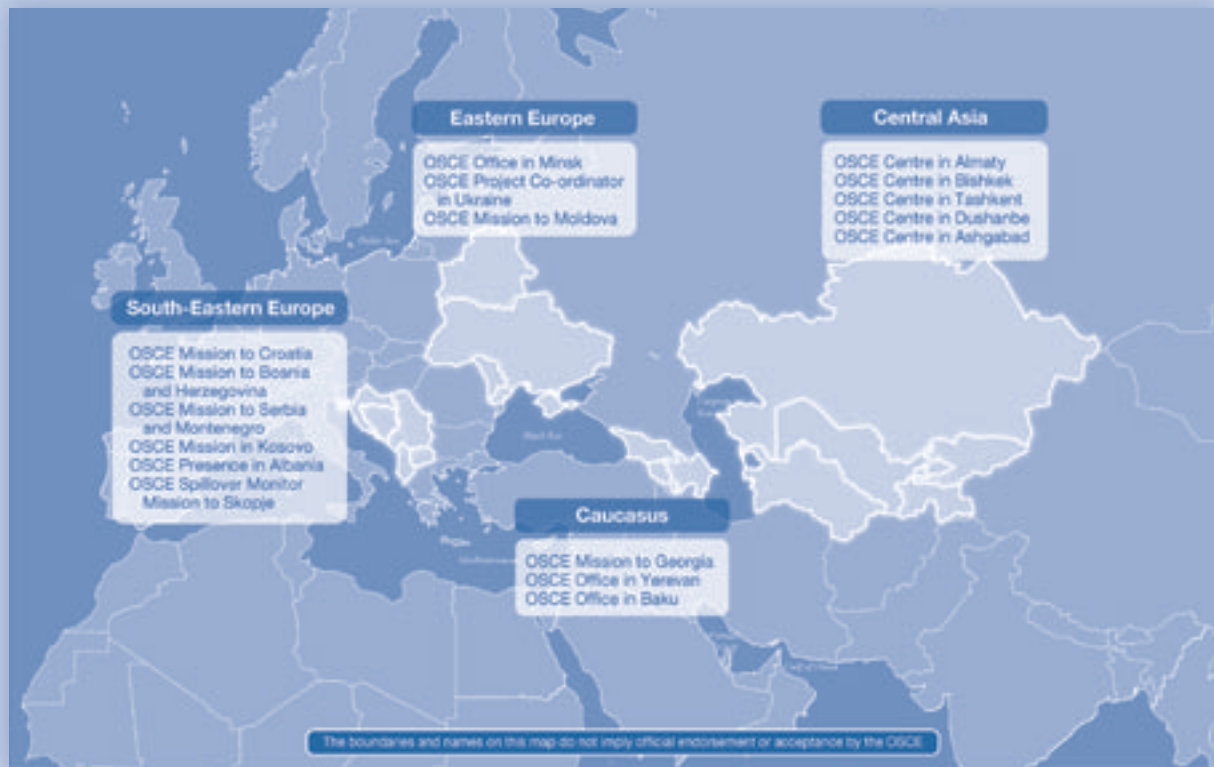 Eastern Europe
OSCE Office in Minsk
OSCE Project Co-ordinator
in Ukraine
OSCE Mission to Moldova
Central Asia
OSCE Centre in Almaty
OSCE Centre in Bishkek
OSCE Centre in Tashkent
OSCE Centre in Dushanbe
OSCE Centre in Ashgabad
South-Eastern Europe
OSCE Mission to Croatia
OSCE Mission to Bosnia
and Herzegovina
OSCE Mission to Serbia
and Montenegro
OSCE Mission in Kosovo
OSCE Presence in Albania
OSCE Spillover Monitor
Mission to Skopje
Black Sea
Caucasus
OSCE Mission to Georgia
OSCE Office in Yerevan
OSCE Office in Baku
The boundaries and names on this map do not imply official endorsement or acceptance by the OSCE